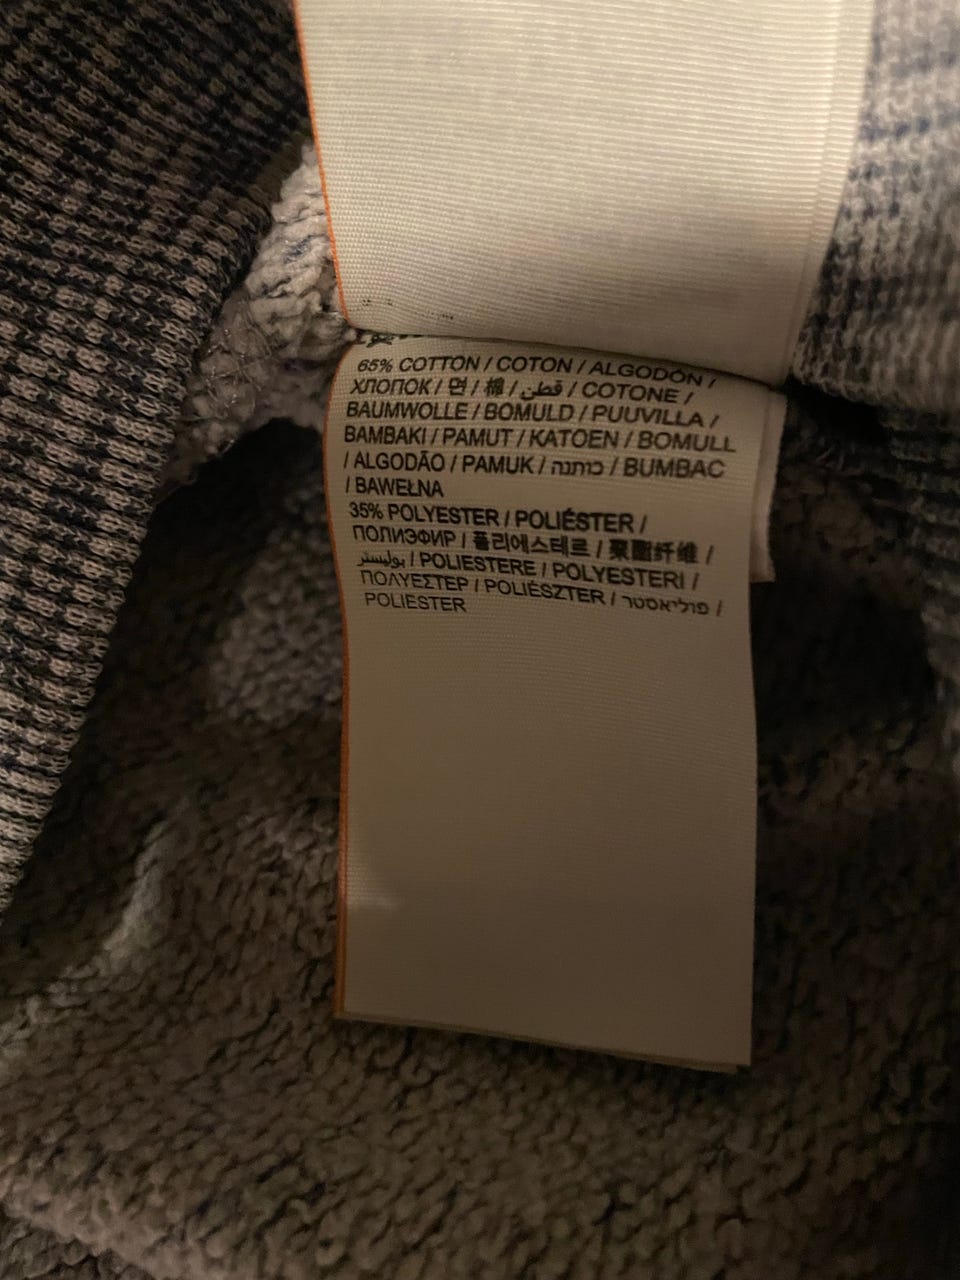 65% COTTON / COTON / ALGODÓN /
ХЛОПОК / 면 / 棉 / قطن / COTONE /
BAUMWOLLE / BOMULD / PUUVILLA /
BAMBAKI / PAMUT / KATOEN / BOMULL
/ ALGODÃO / PAMUK / כותנה / BUMBAC
/ BAWEŁNA
35% POLYESTER / POLIÉSTER /
ПОЛИЭФИР / 폴리에스테르 / 聚酯纤维 /
بوليستر / POLIESTERE / POLYESTERI /
ΠΟΛΥΕΣΤΕΡ / POLIÉSZTER / פוליאסטר /
POLIESTER